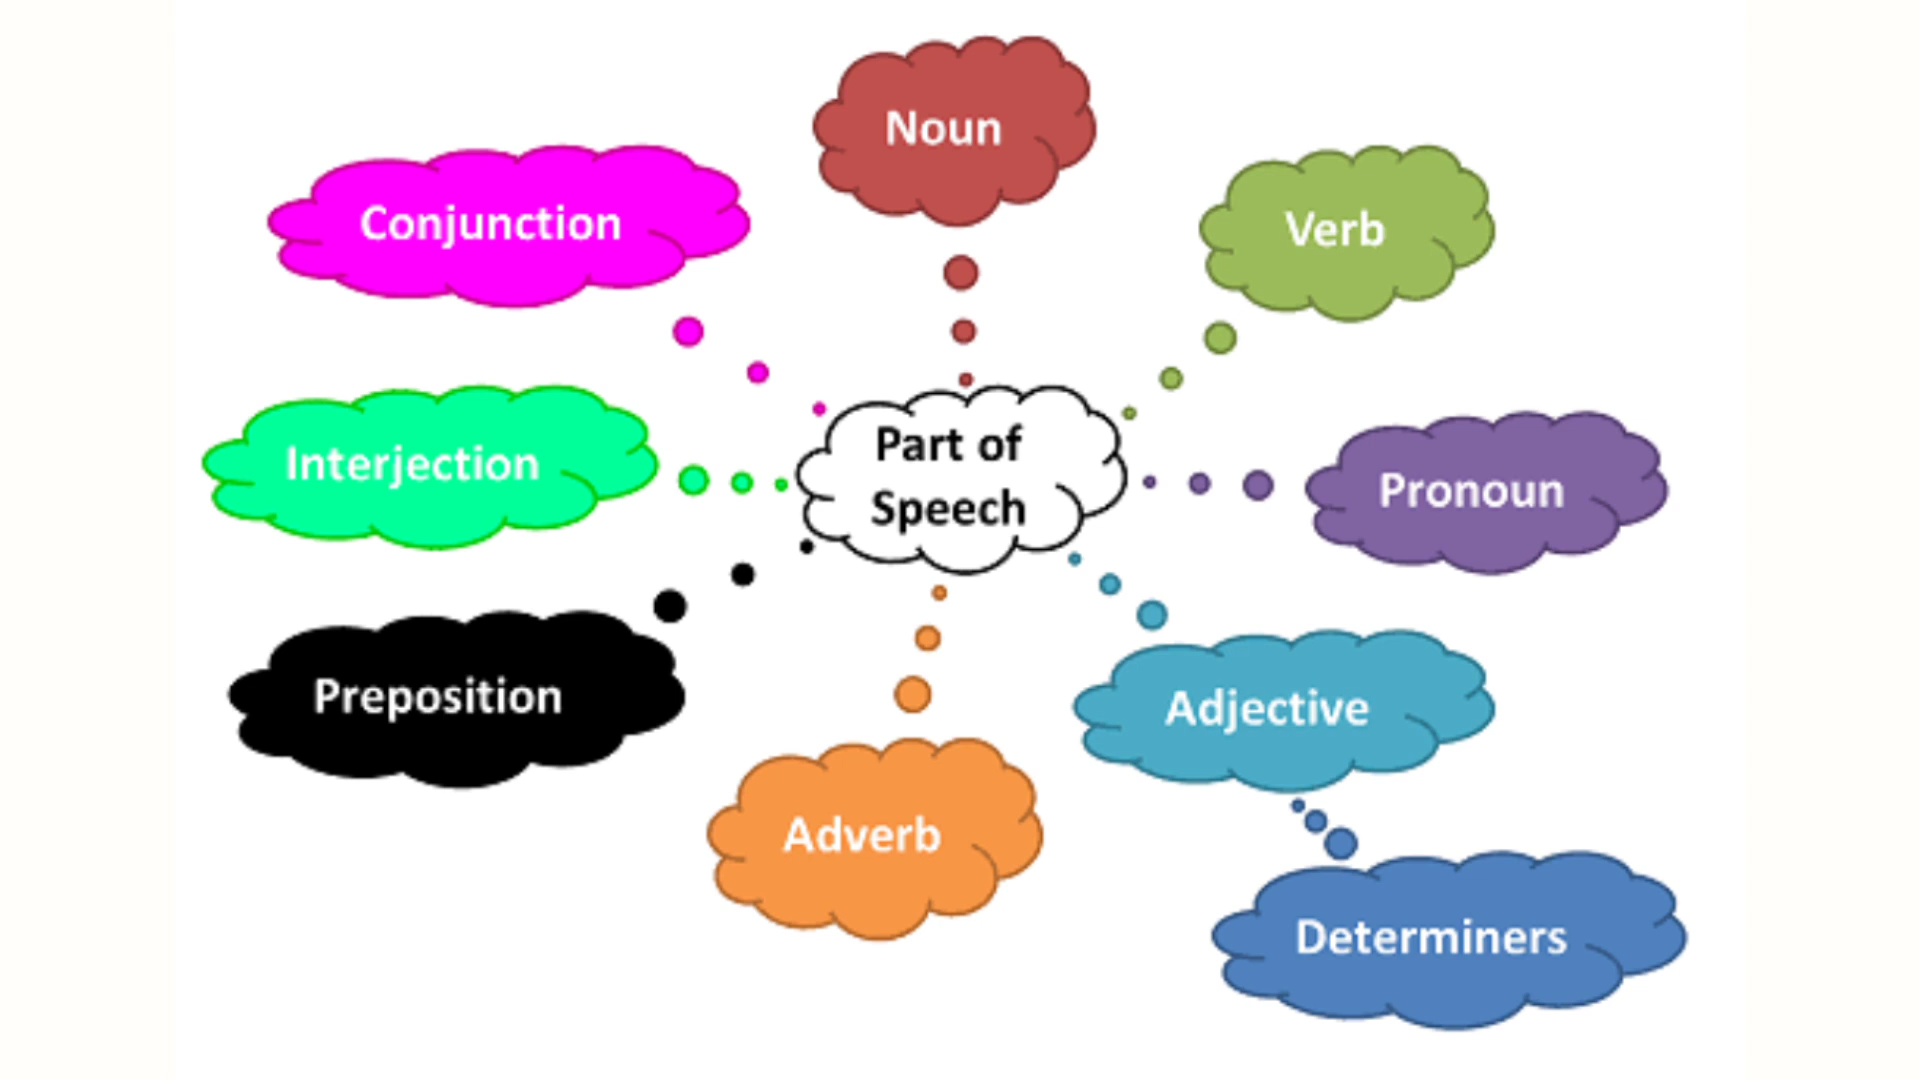 Noun
Conjunction
Verb
Part of
Speech
Interjection
Pronoun
Preposition
Adjective
Adverb
Determiners